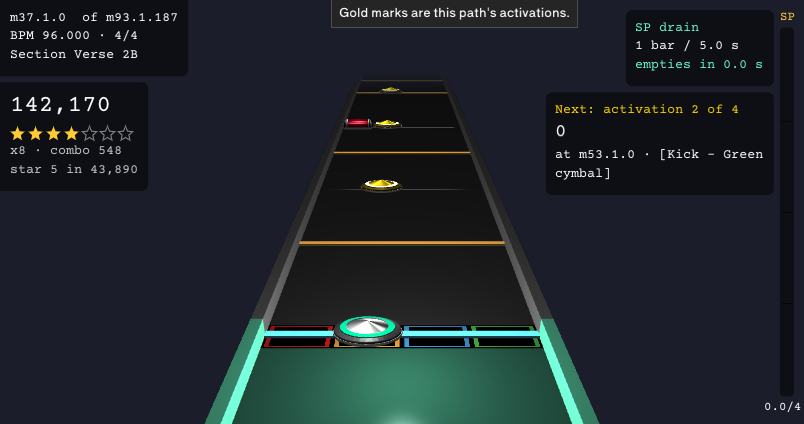 m37.1.0 of m93.1.187
BPM 96.000 · 4/4
Section Verse 2B
142,170
x8 · combo 548
star 5 in 43,890
Gold marks are this path's activations.
SP drain
1 bar / 5.0 s
empties in 0.0 s
Next: activation 2 of 4
0
at m53.1.0 · [Kick - Green
cymbal]
SP
0.0/4